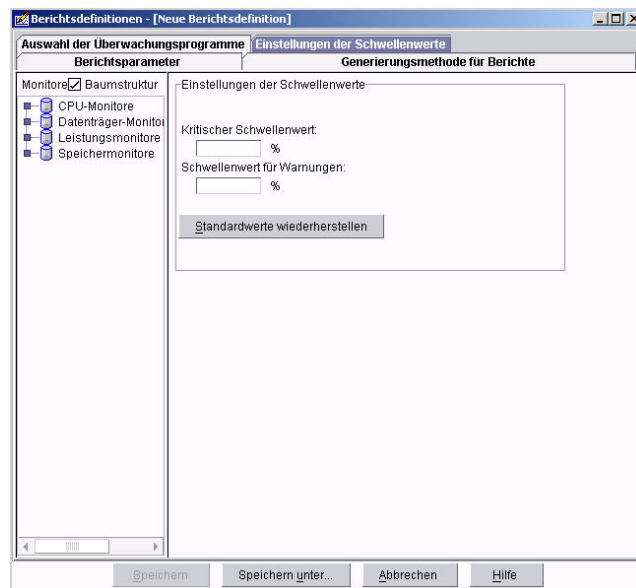 Berichtsdefinitionen - [Neue Berichtsdefinition]
Auswahl der Überwachungsprogramme
Einstellungen der Schwellenwerte
Berichtsparameter
Generierungsmethode für Berichte
Monitore
Baumstruktur
CPU-Monitore
Datenträger-Monitor
Leistungsmonitore
Speichermonitore
Einstellungen der Schwellenwerte
Kritischer Schwellenwert:
%
Schwellenwert für Warnungen:
%
Standardwerte wiederherstellen
Speichern
Speichern unter...
Abbrechen
Hilfe